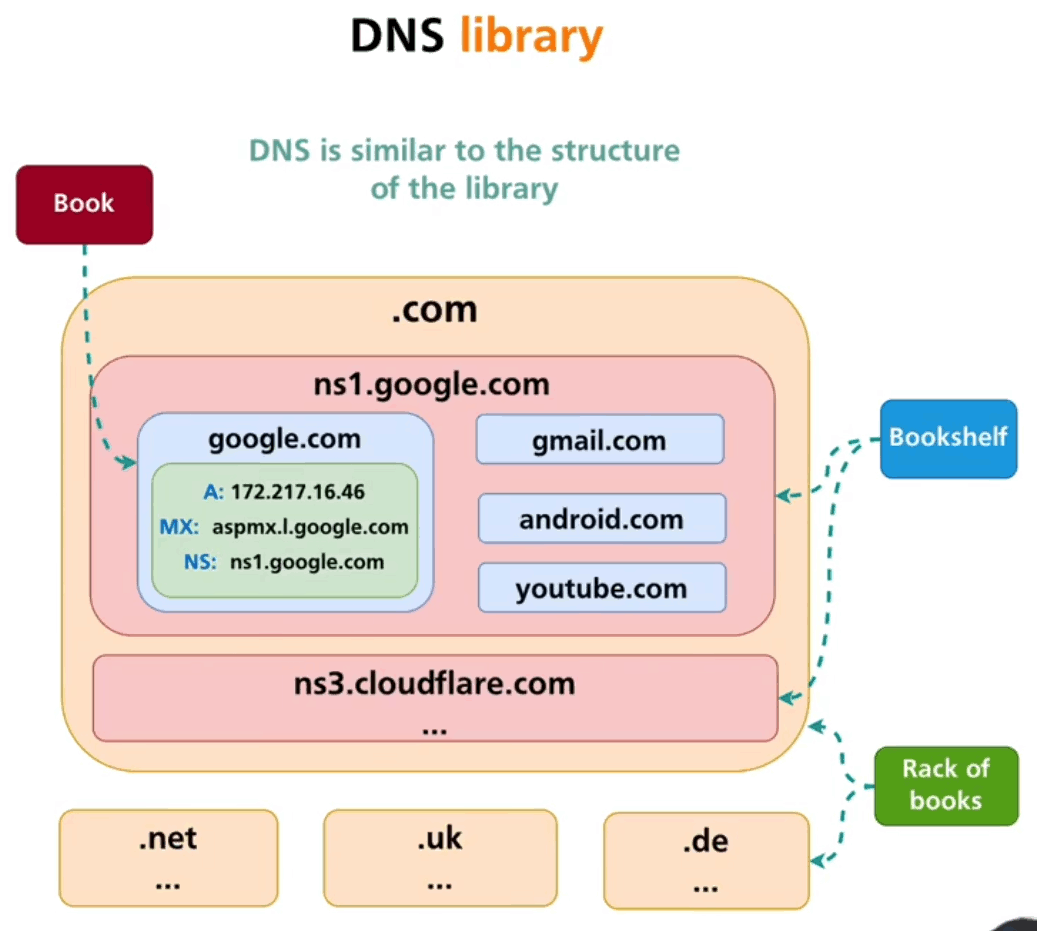 DNS library
DNS is similar to the structure
of the library
Book
.com
ns1.google.com
google.com
A: 172.217.16.46
MX: aspmx.l.google.com
NS: ns1.google.com
gmail.com
android.com
youtube.com
Bookshelf
ns3.cloudflare.com
...
Rack of
books
.net
...
.uk
...
.de
...